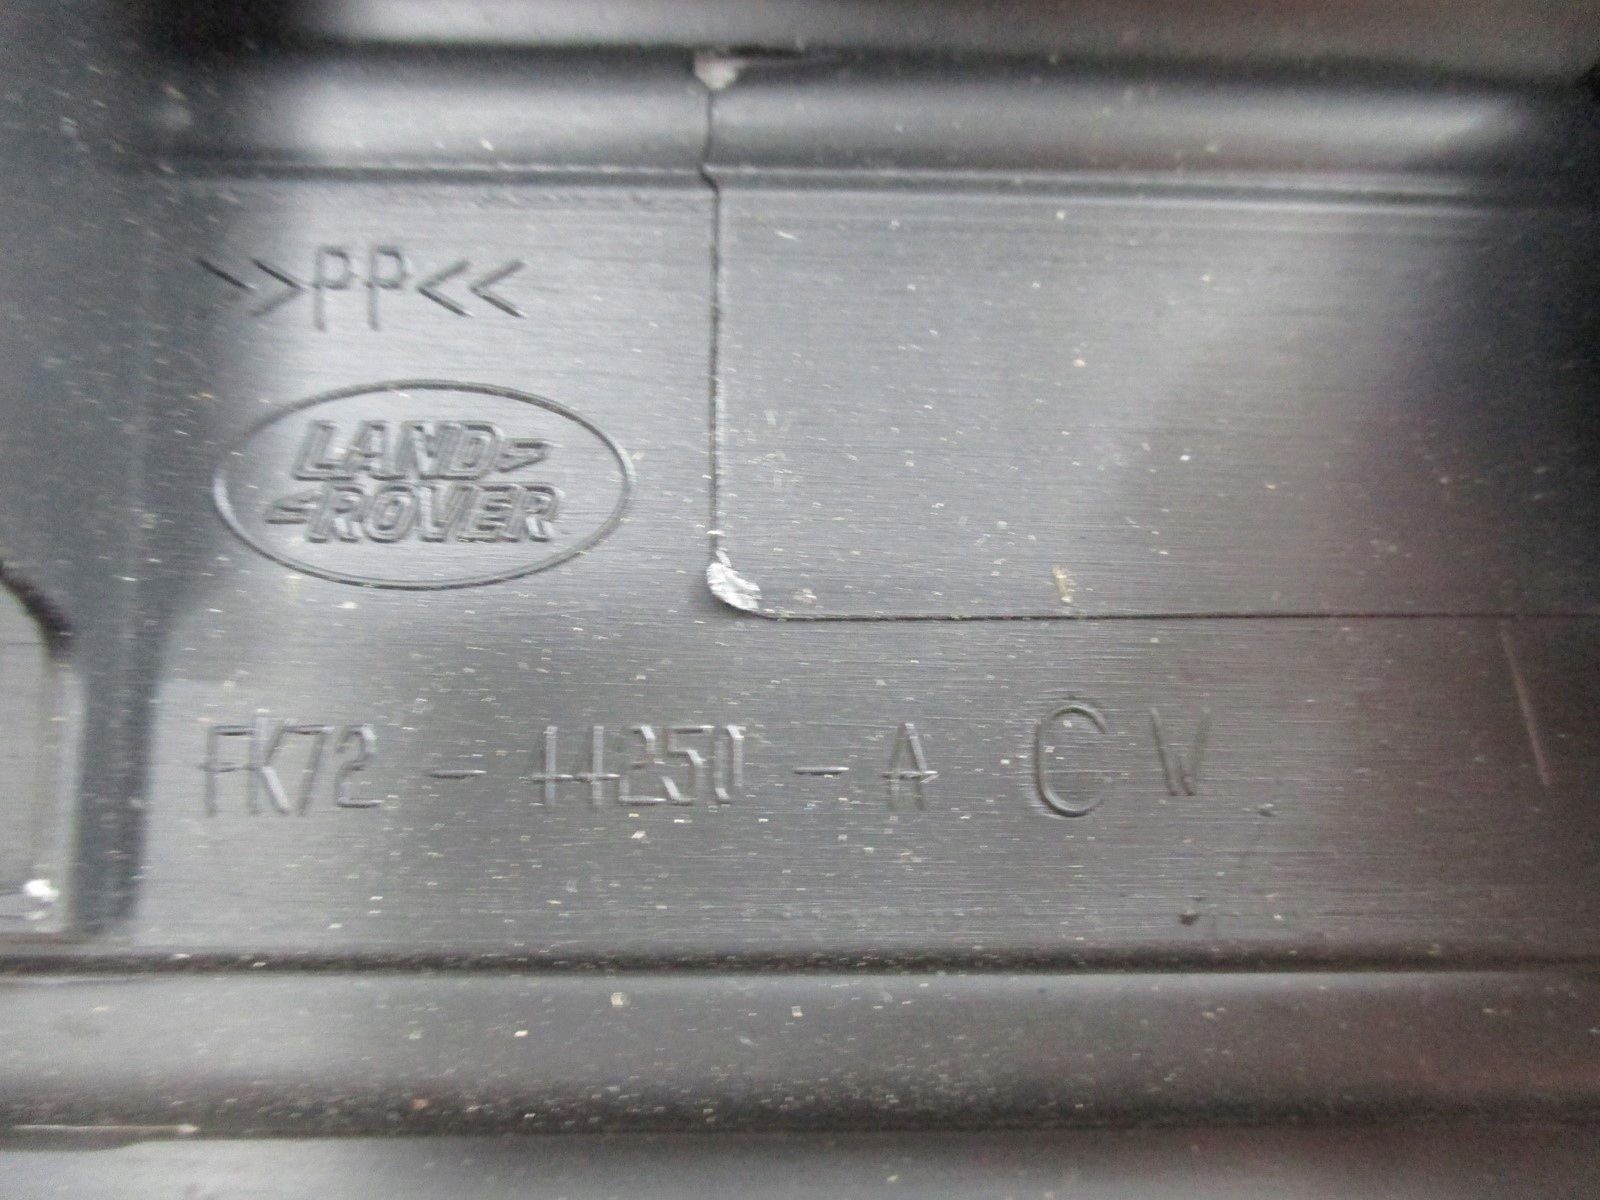 >>PP<<
LAND
ROVER
FK72 - 44250 - A C W